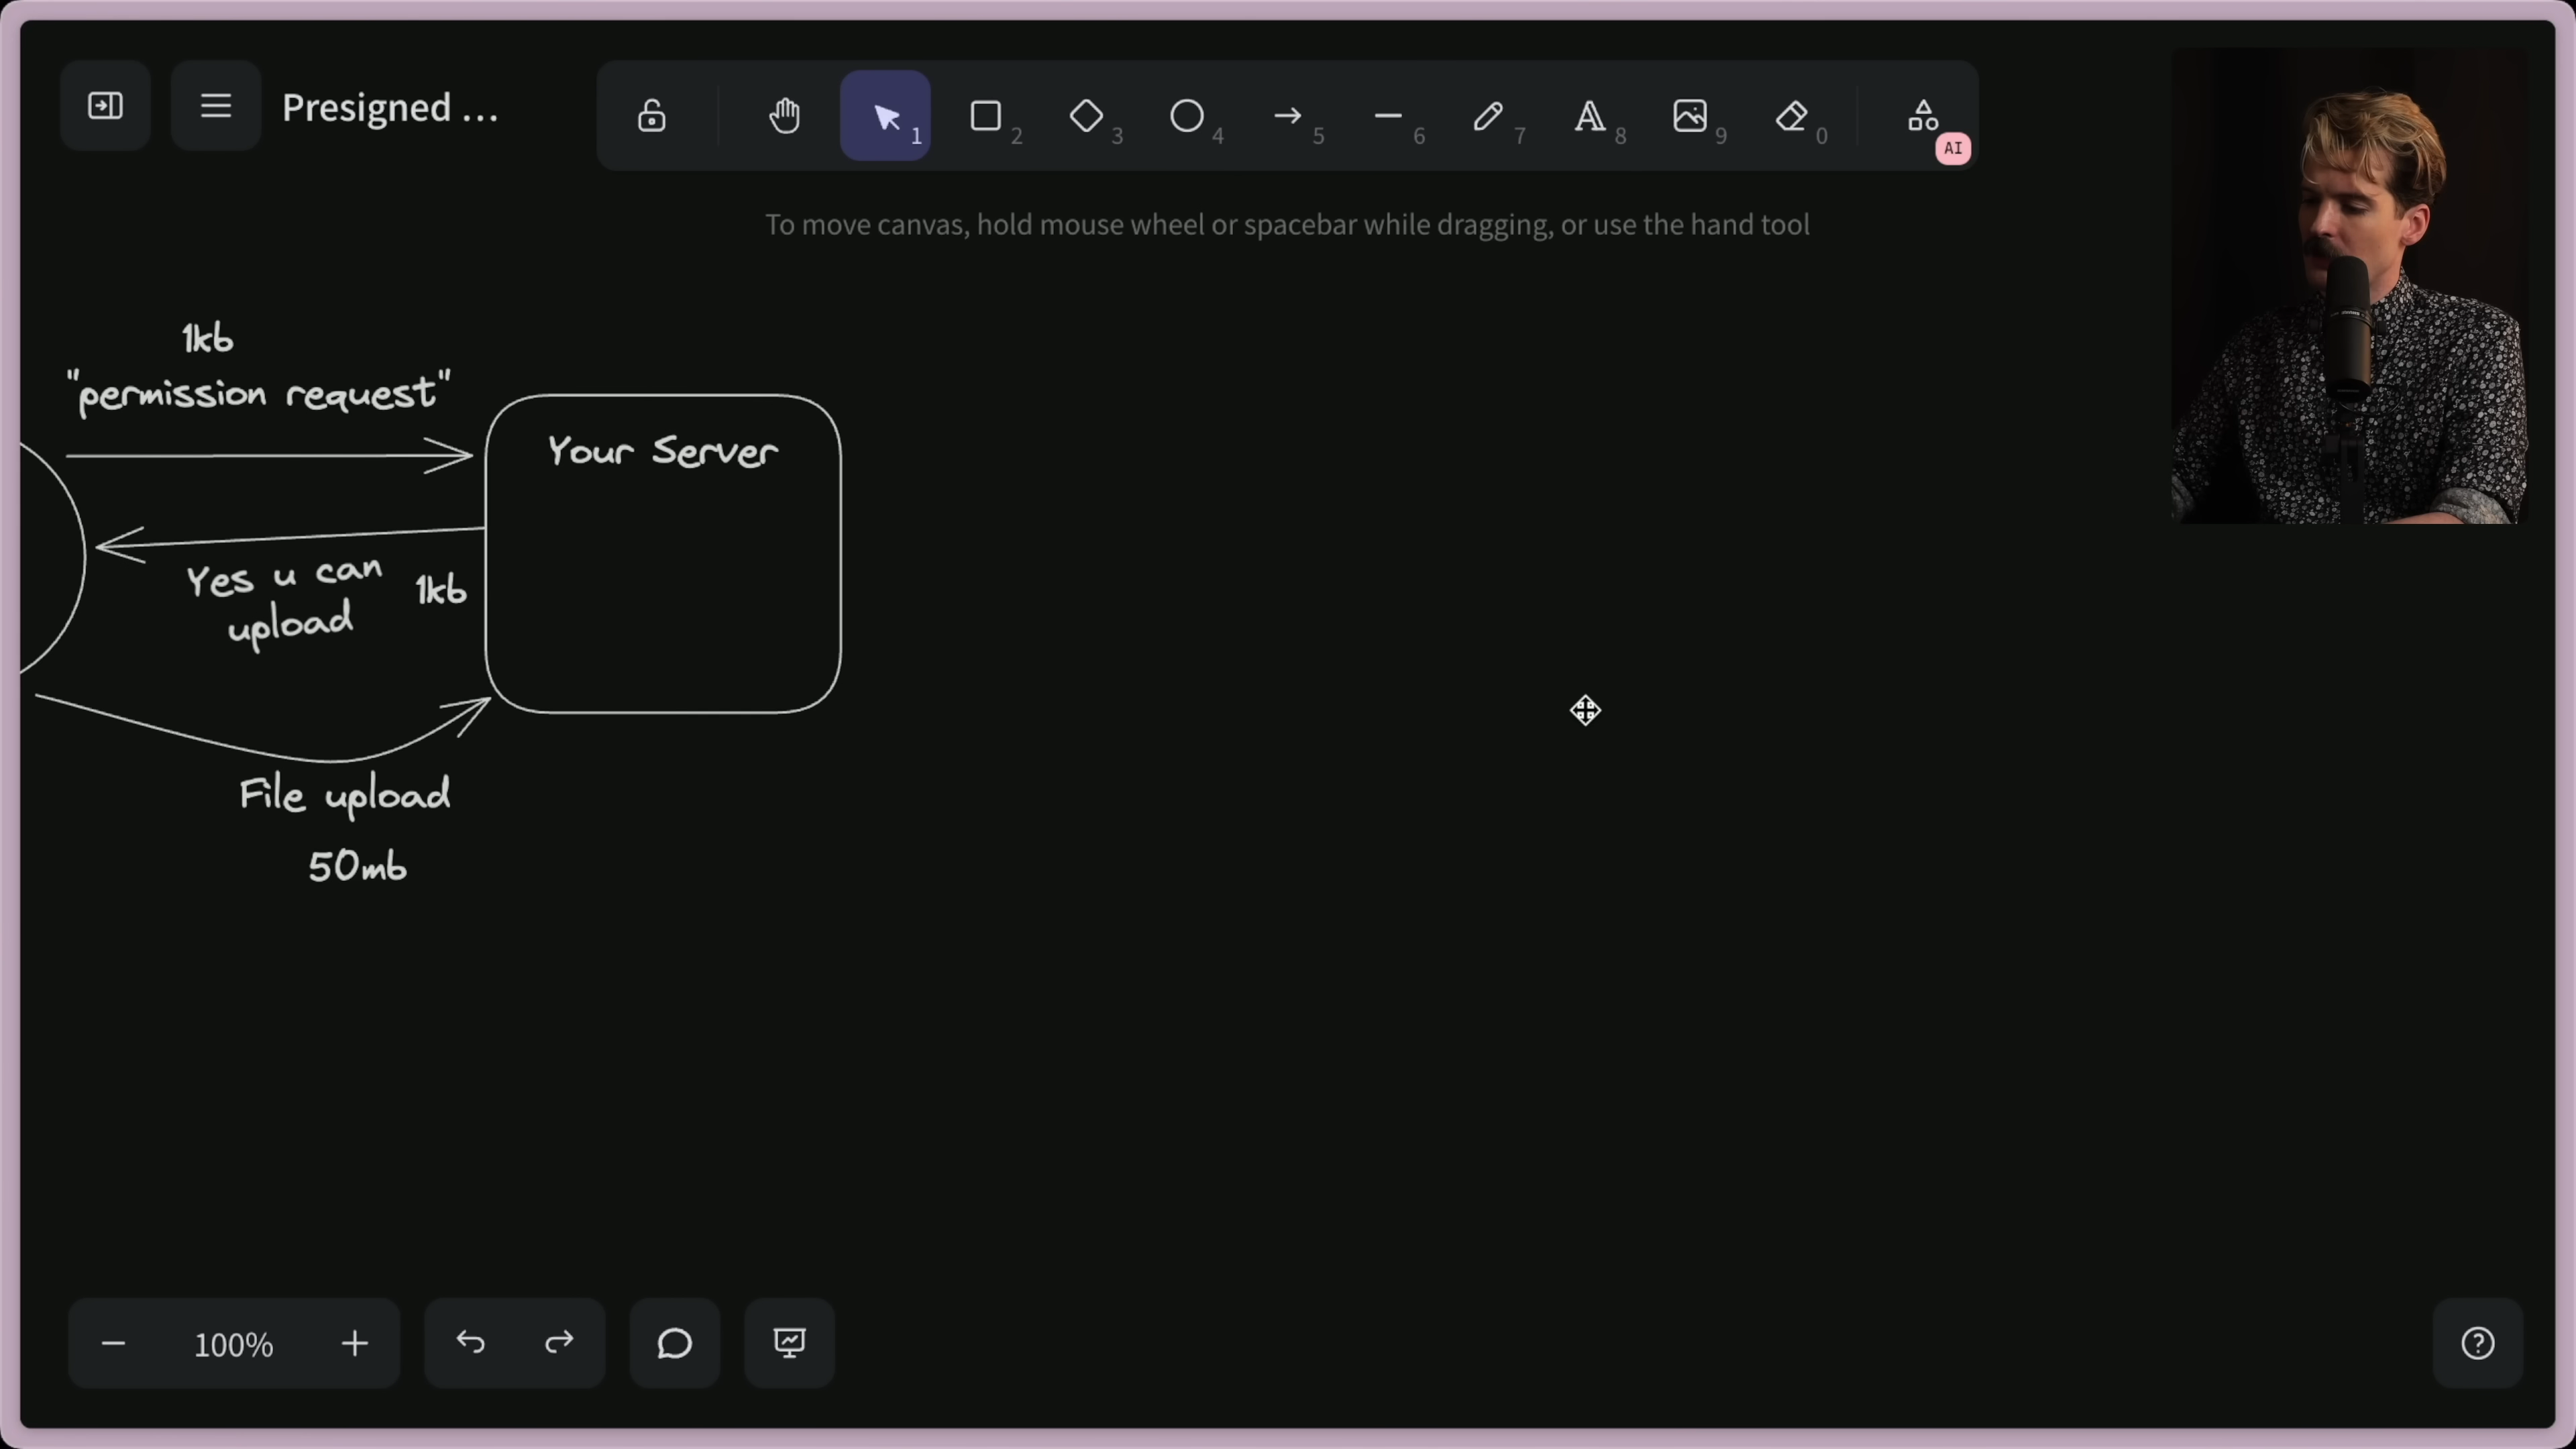 Presigned ...
1
2
3
4
5
6
7
8
9
0
AI
To move canvas, hold mouse wheel or spacebar while dragging, or use the hand tool
1kb
"permission request"
Your Server
Yes u can
upload
1kb
File upload
50mb
100%